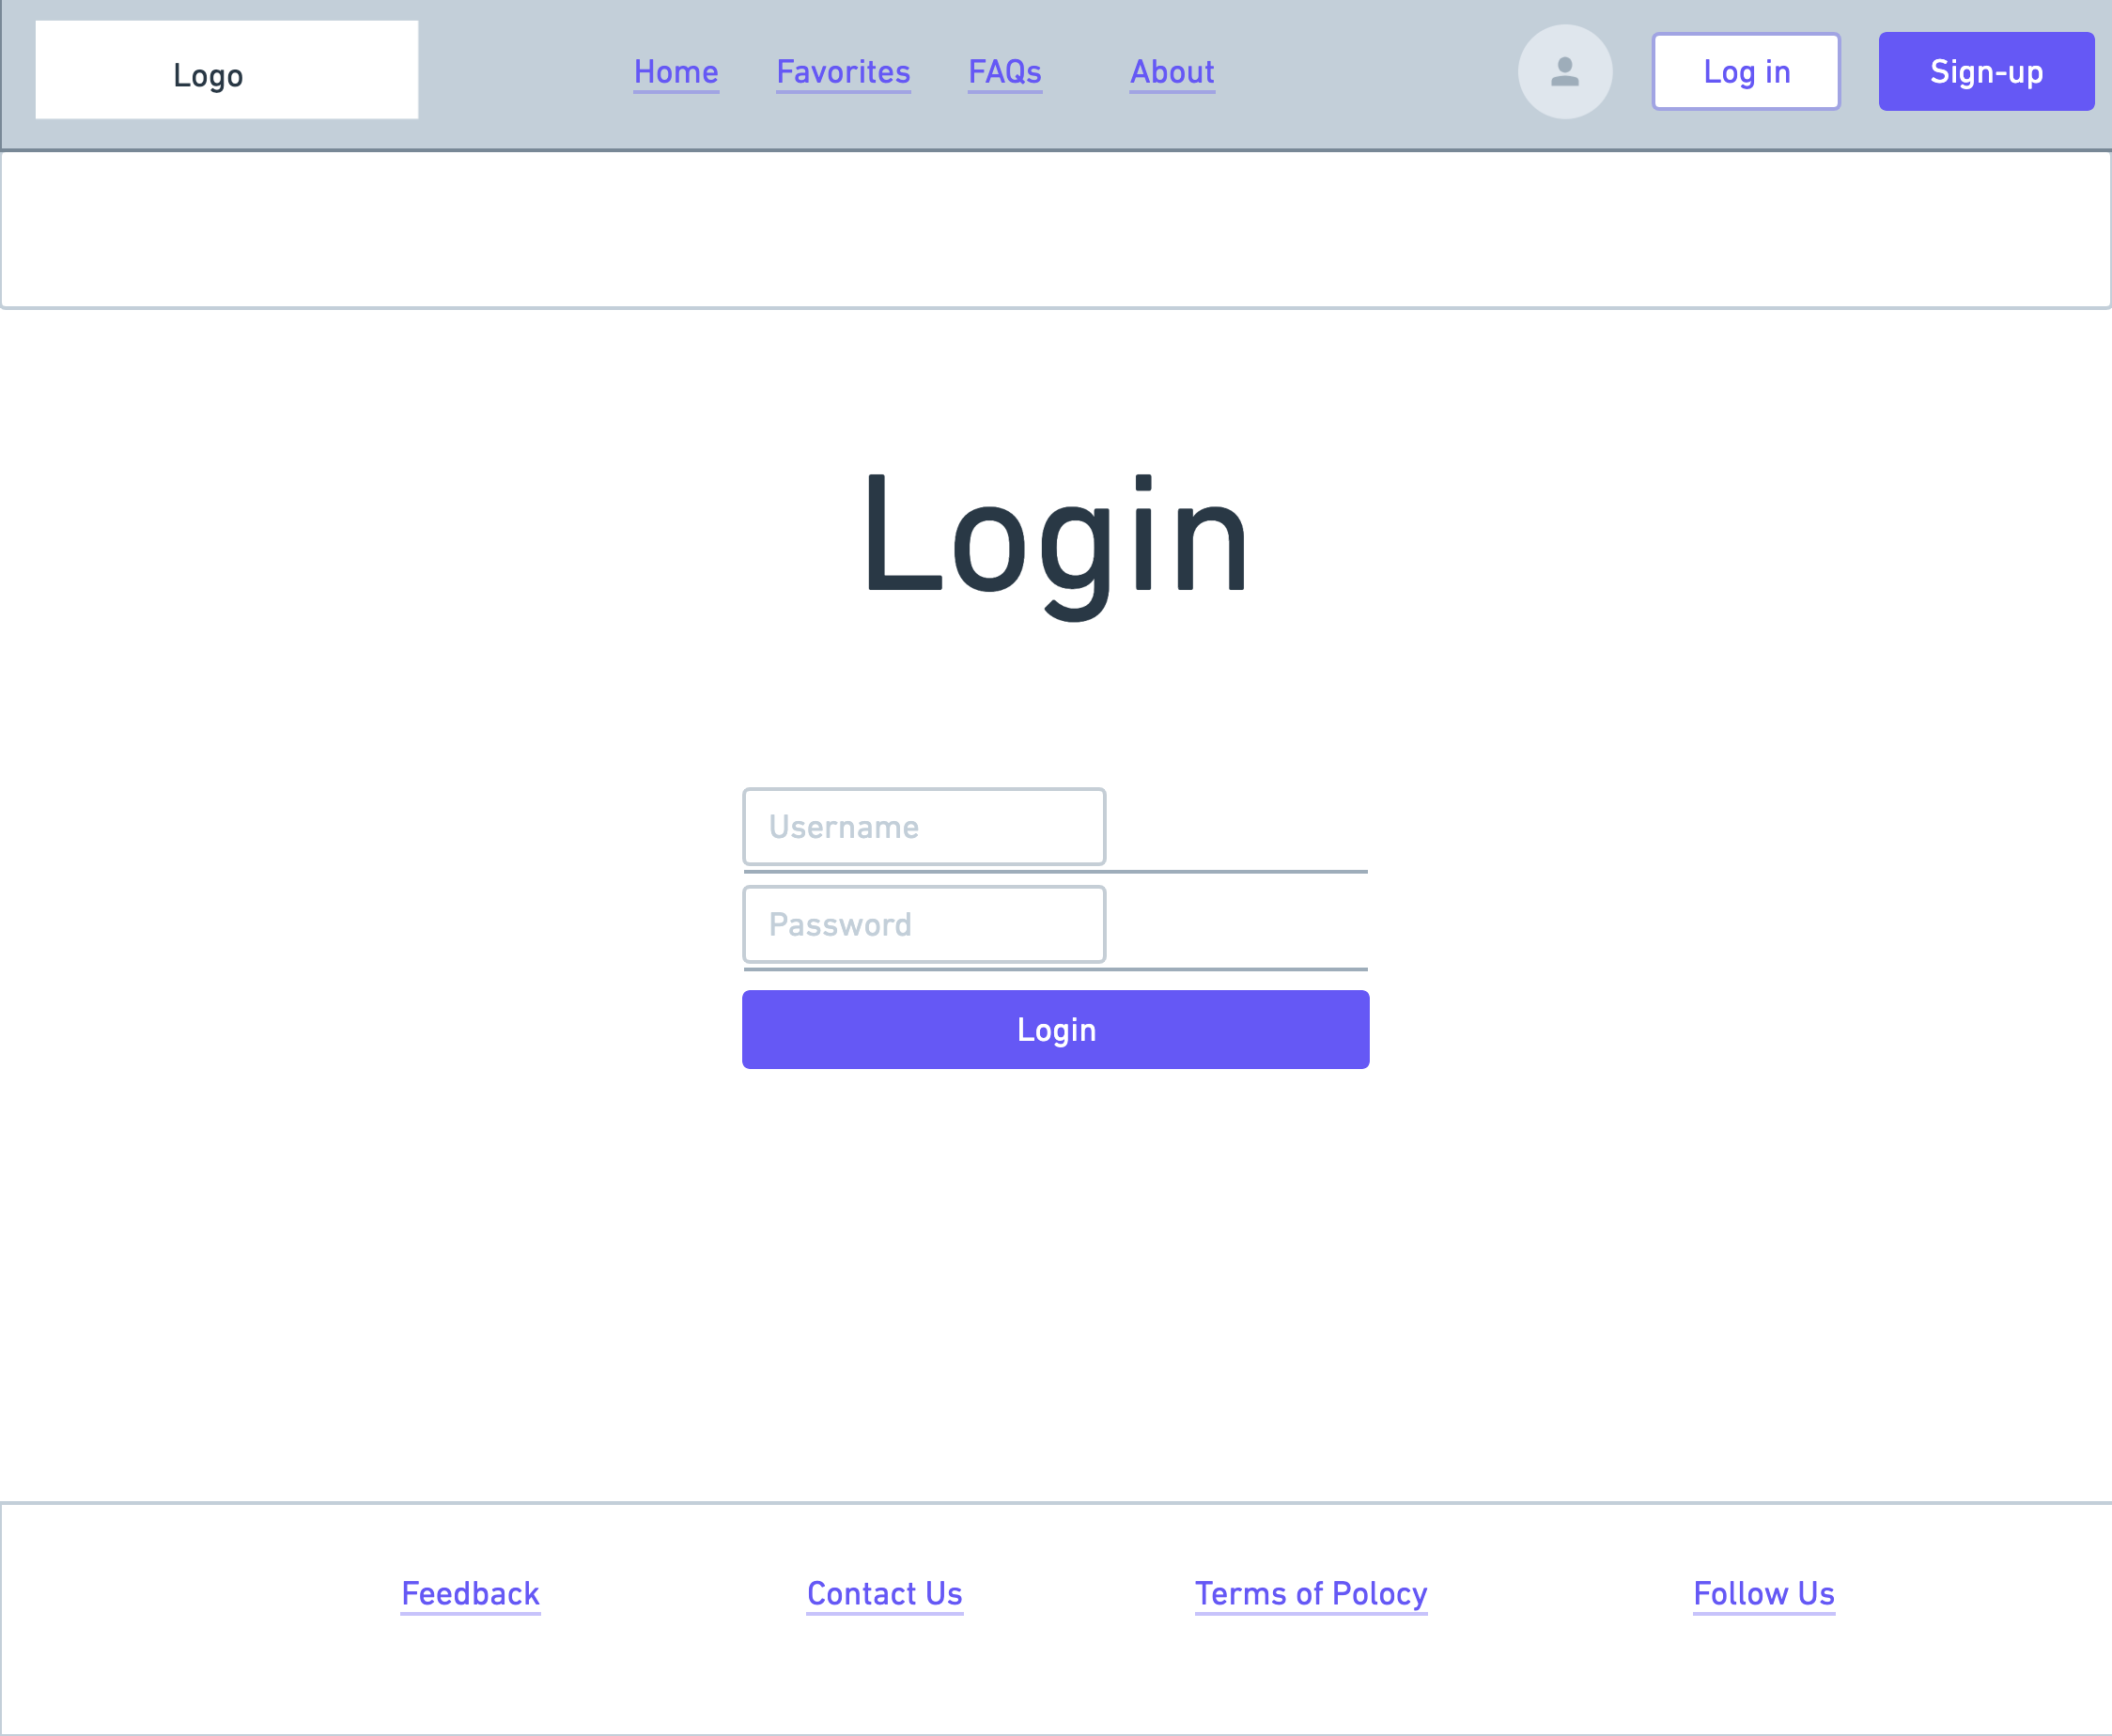 Logo
Home Favorites FAQs About
Log in
Sign-up
Login
Username
Password
Login
Feedback Contact Us Terms of Polocy Follow Us